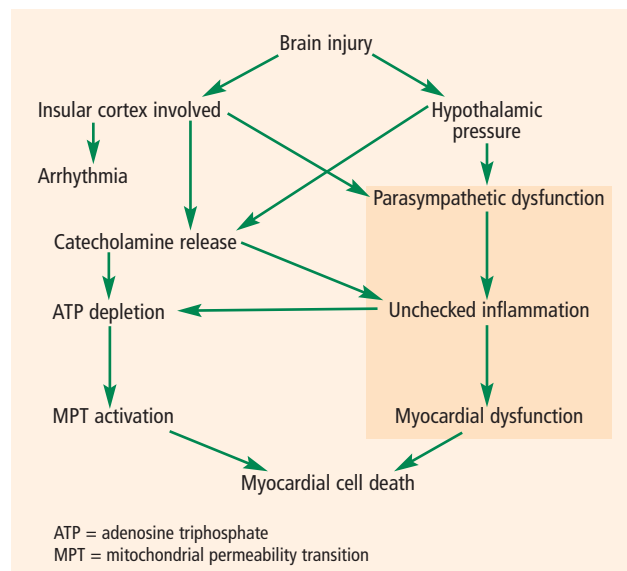 Brain injury
Insular cortex involved
Hypothalamic
pressure
Arrhythmia
Parasympathetic dysfunction
Catecholamine release
ATP depletion
Unchecked inflammation
MPT activation
Myocardial dysfunction
Myocardial cell death
ATP = adenosine triphosphate
MPT = mitochondrial permeability transition